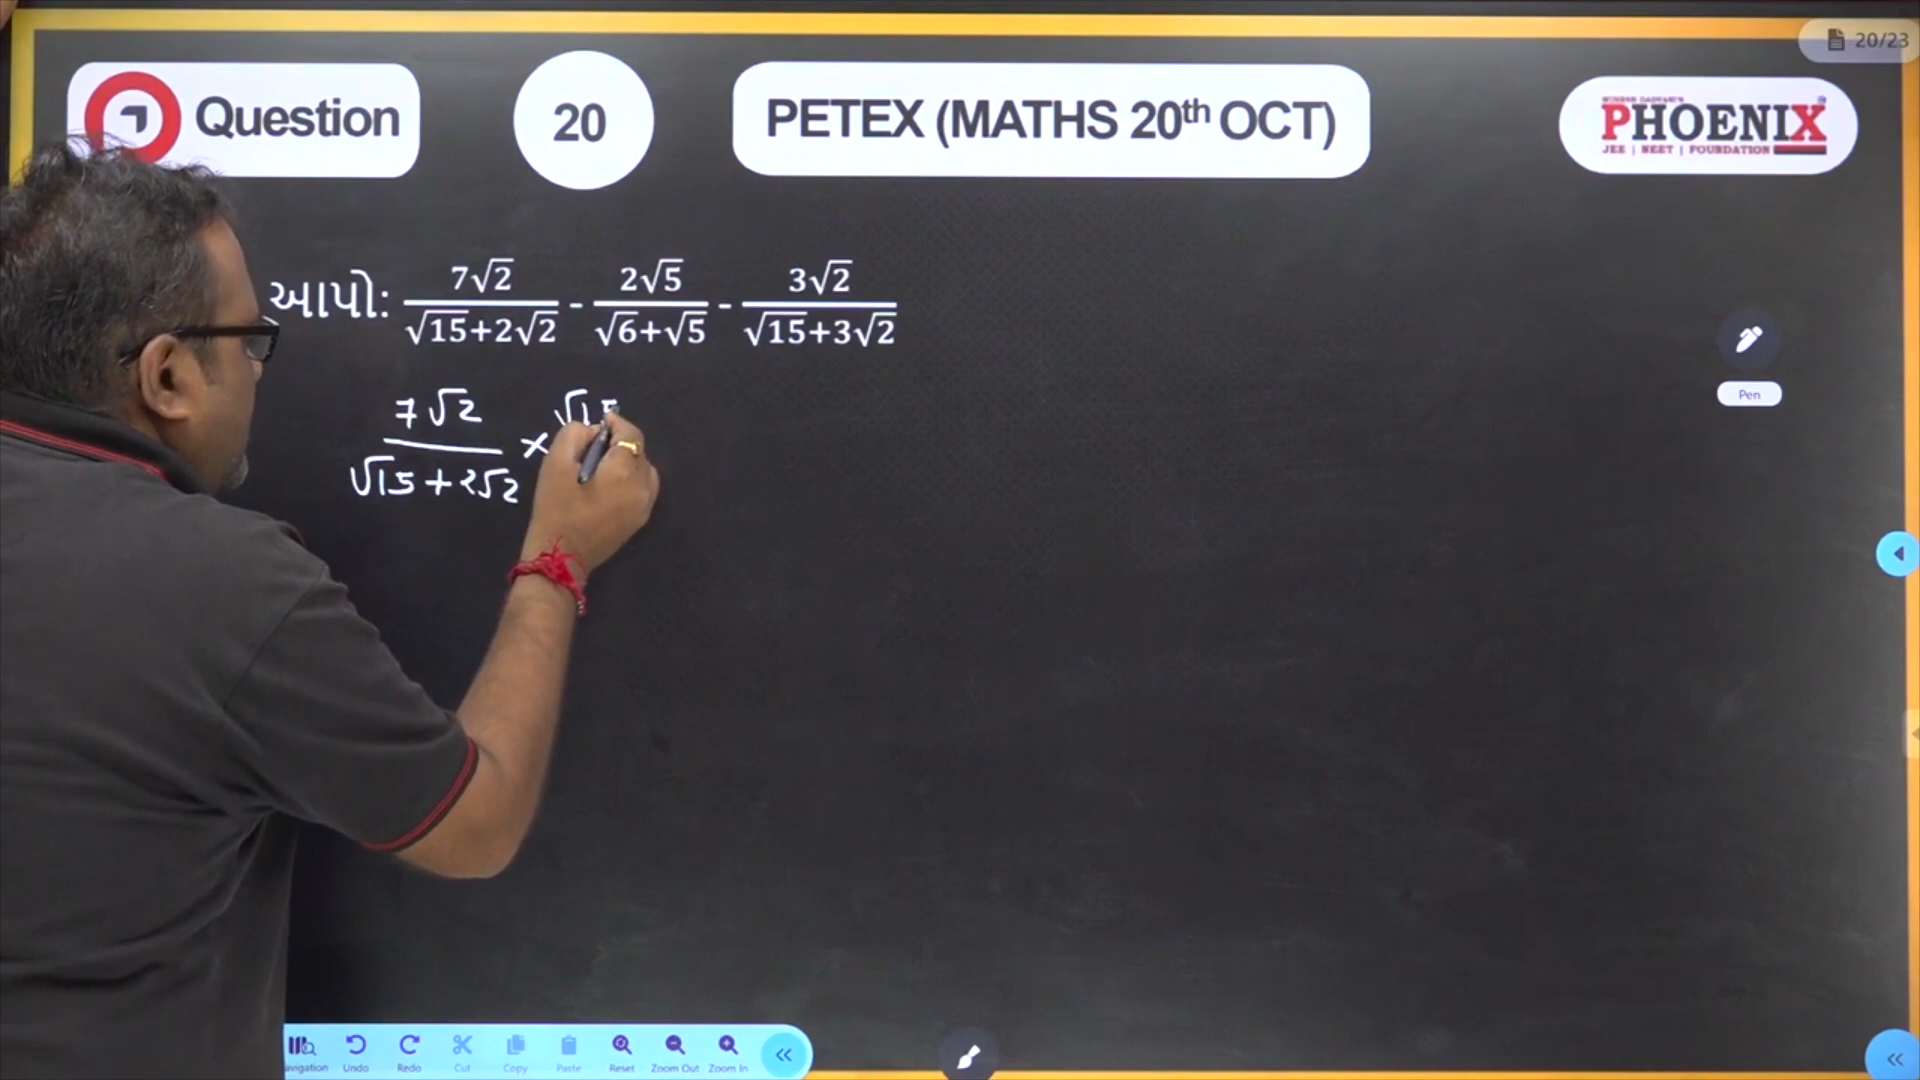 20/23
Question 20 PETEX (MATHS 20th OCT)
PHOENIX
JEE | NEET | FOUNDATION
આપો: 7√2/(√15+2√2) - 2√5/(√6+√5) - 3√2/(√15+3√2)
7√2/(√15+2√2) × √15
Pen
Undo Redo Cut Copy Paste Reset Zoom Out Zoom In